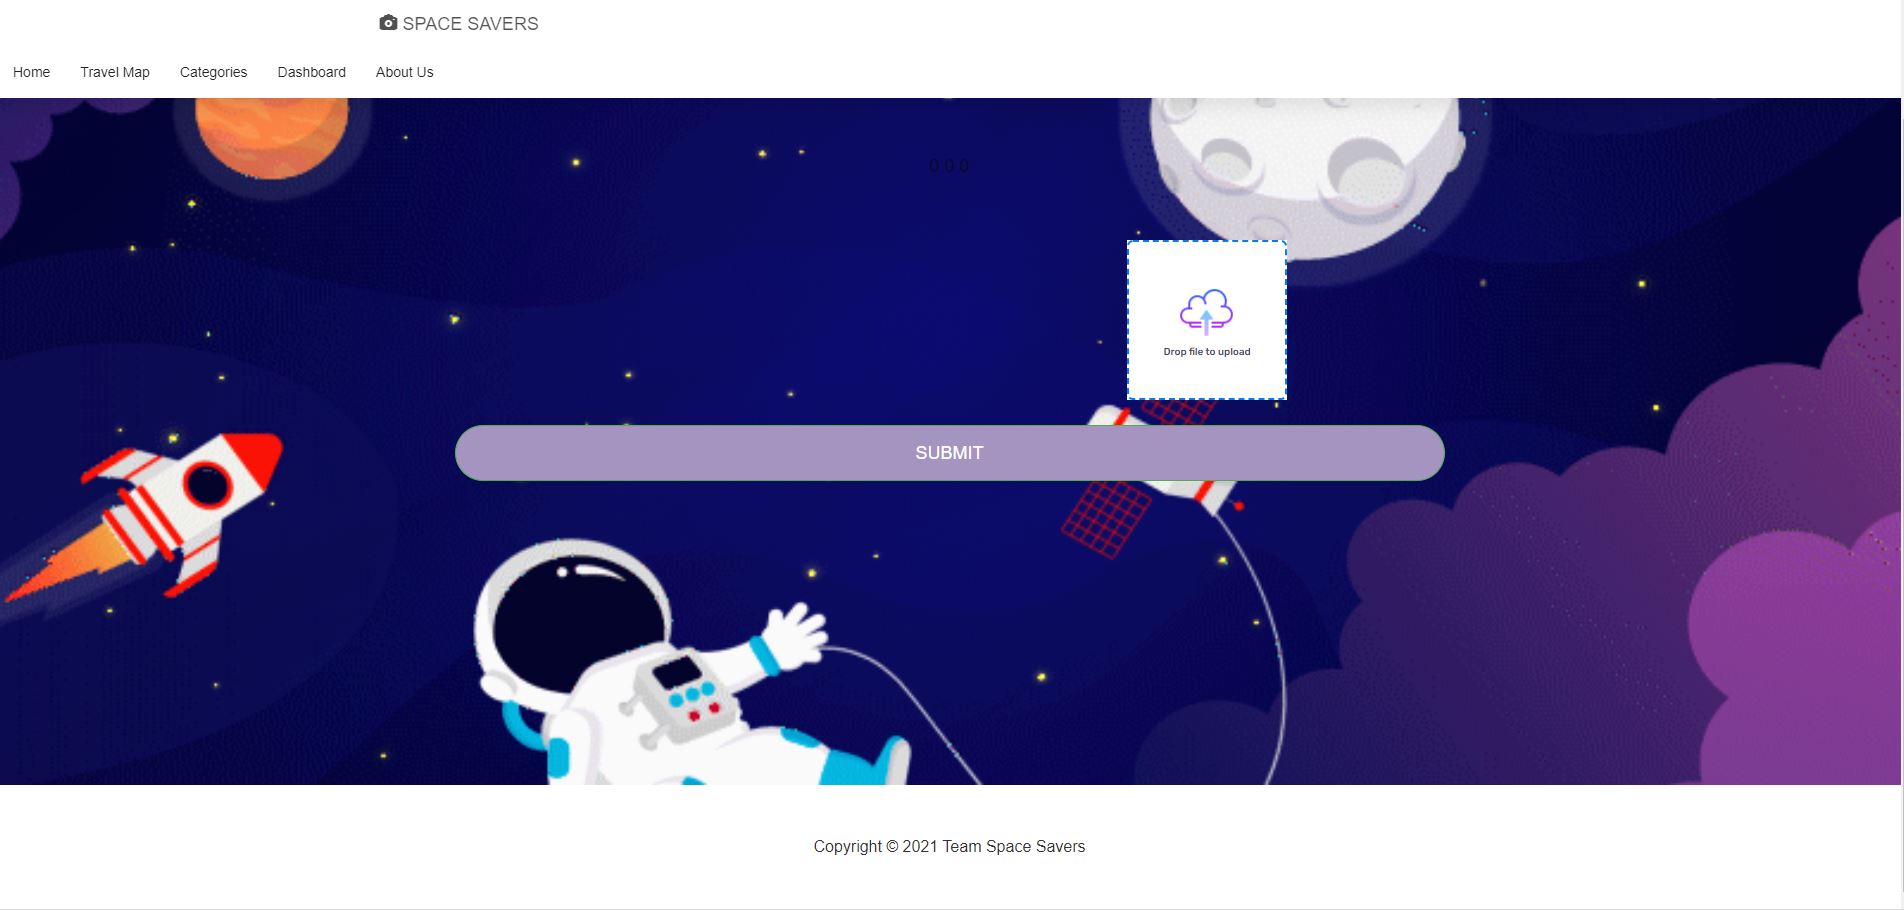 SPACE SAVERS
Home Travel Map Categories Dashboard About Us
0 0 0
Drop file to upload
SUBMIT
Copyright © 2021 Team Space Savers